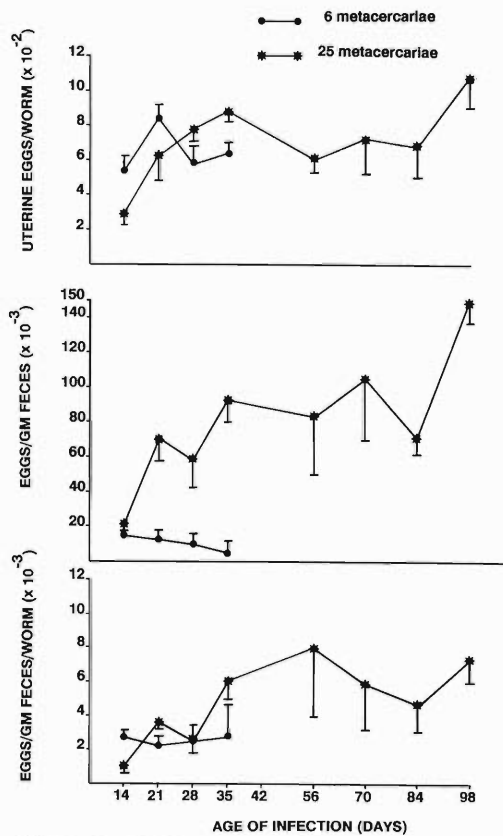 6 metacercariae
25 metacercariae
UTERINE EGGS/WORM (x 10-2)
12
10
8
6
4
2
EGGS/GM FECES (x 10-3)
150
140
120
100
80
60
40
20
EGGS/GM FECES/WORM (x 10-3)
12
10
8
6
4
2
14 21 28 35 42 56 70 84 98
AGE OF INFECTION (DAYS)